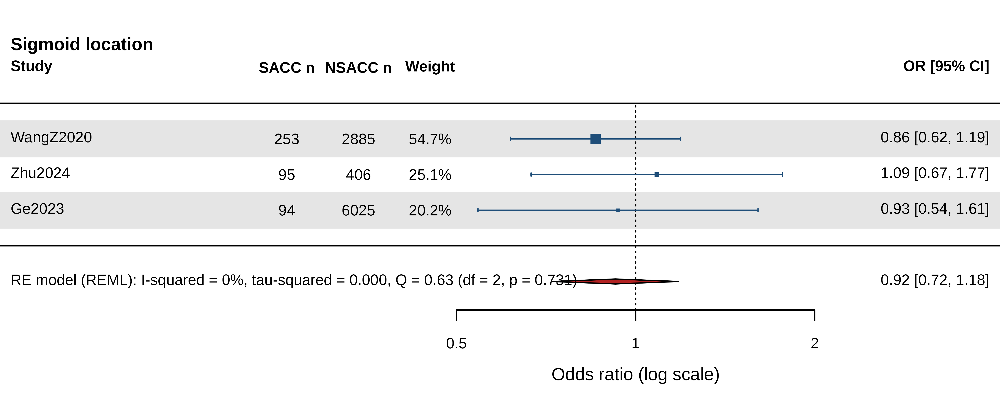 Sigmoid location
Study SACC n NSACC n Weight OR [95% CI]
WangZ2020 253 2885 54.7% 0.86 [0.62, 1.19]
Zhu2024 95 406 25.1% 1.09 [0.67, 1.77]
Ge2023 94 6025 20.2% 0.93 [0.54, 1.61]
RE model (REML): I-squared = 0%, tau-squared = 0.000, Q = 0.63 (df = 2, p = 0.731) 0.92 [0.72, 1.18]
0.5 1 2
Odds ratio (log scale)